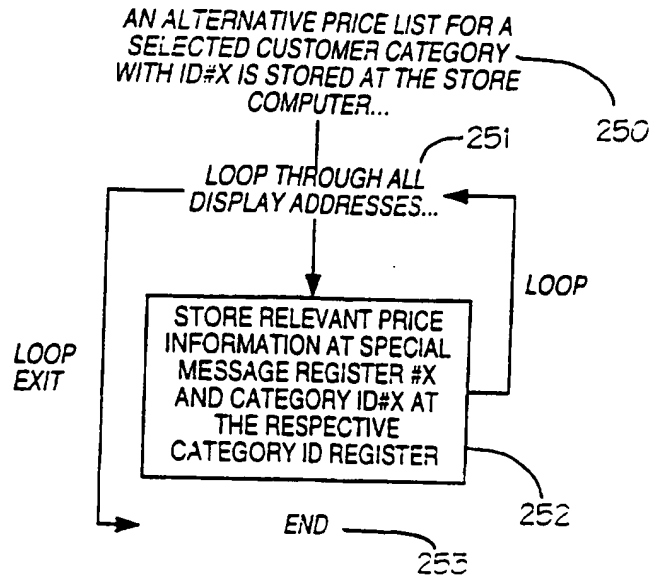 AN ALTERNATIVE PRICE LIST FOR A
SELECTED CUSTOMER CATEGORY
WITH ID#X IS STORED AT THE STORE
COMPUTER...
250
251
LOOP THROUGH ALL
DISPLAY ADDRESSES...
LOOP
STORE RELEVANT PRICE
INFORMATION AT SPECIAL
MESSAGE REGISTER #X
AND CATEGORY ID#X AT
THE RESPECTIVE
CATEGORY ID REGISTER
LOOP
EXIT
252
END
253